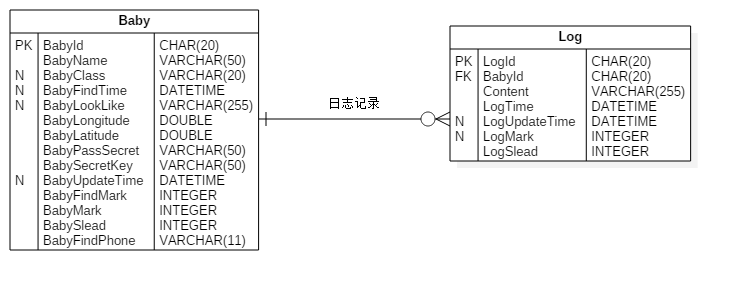 Baby
PK BabyId CHAR(20)
BabyName VARCHAR(50)
N BabyClass VARCHAR(20)
N BabyFindTime DATETIME
N BabyLookLike VARCHAR(255)
BabyLongitude DOUBLE
BabyLatitude DOUBLE
BabyPassSecret VARCHAR(50)
BabySecretKey VARCHAR(50)
N BabyUpdateTime DATETIME
BabyFindMark INTEGER
BabyMark INTEGER
BabySlead INTEGER
BabyFindPhone VARCHAR(11)
日志记录
Log
PK LogId CHAR(20)
FK BabyId CHAR(20)
Content VARCHAR(255)
LogTime DATETIME
N LogUpdateTime DATETIME
N LogMark INTEGER
LogSlead INTEGER